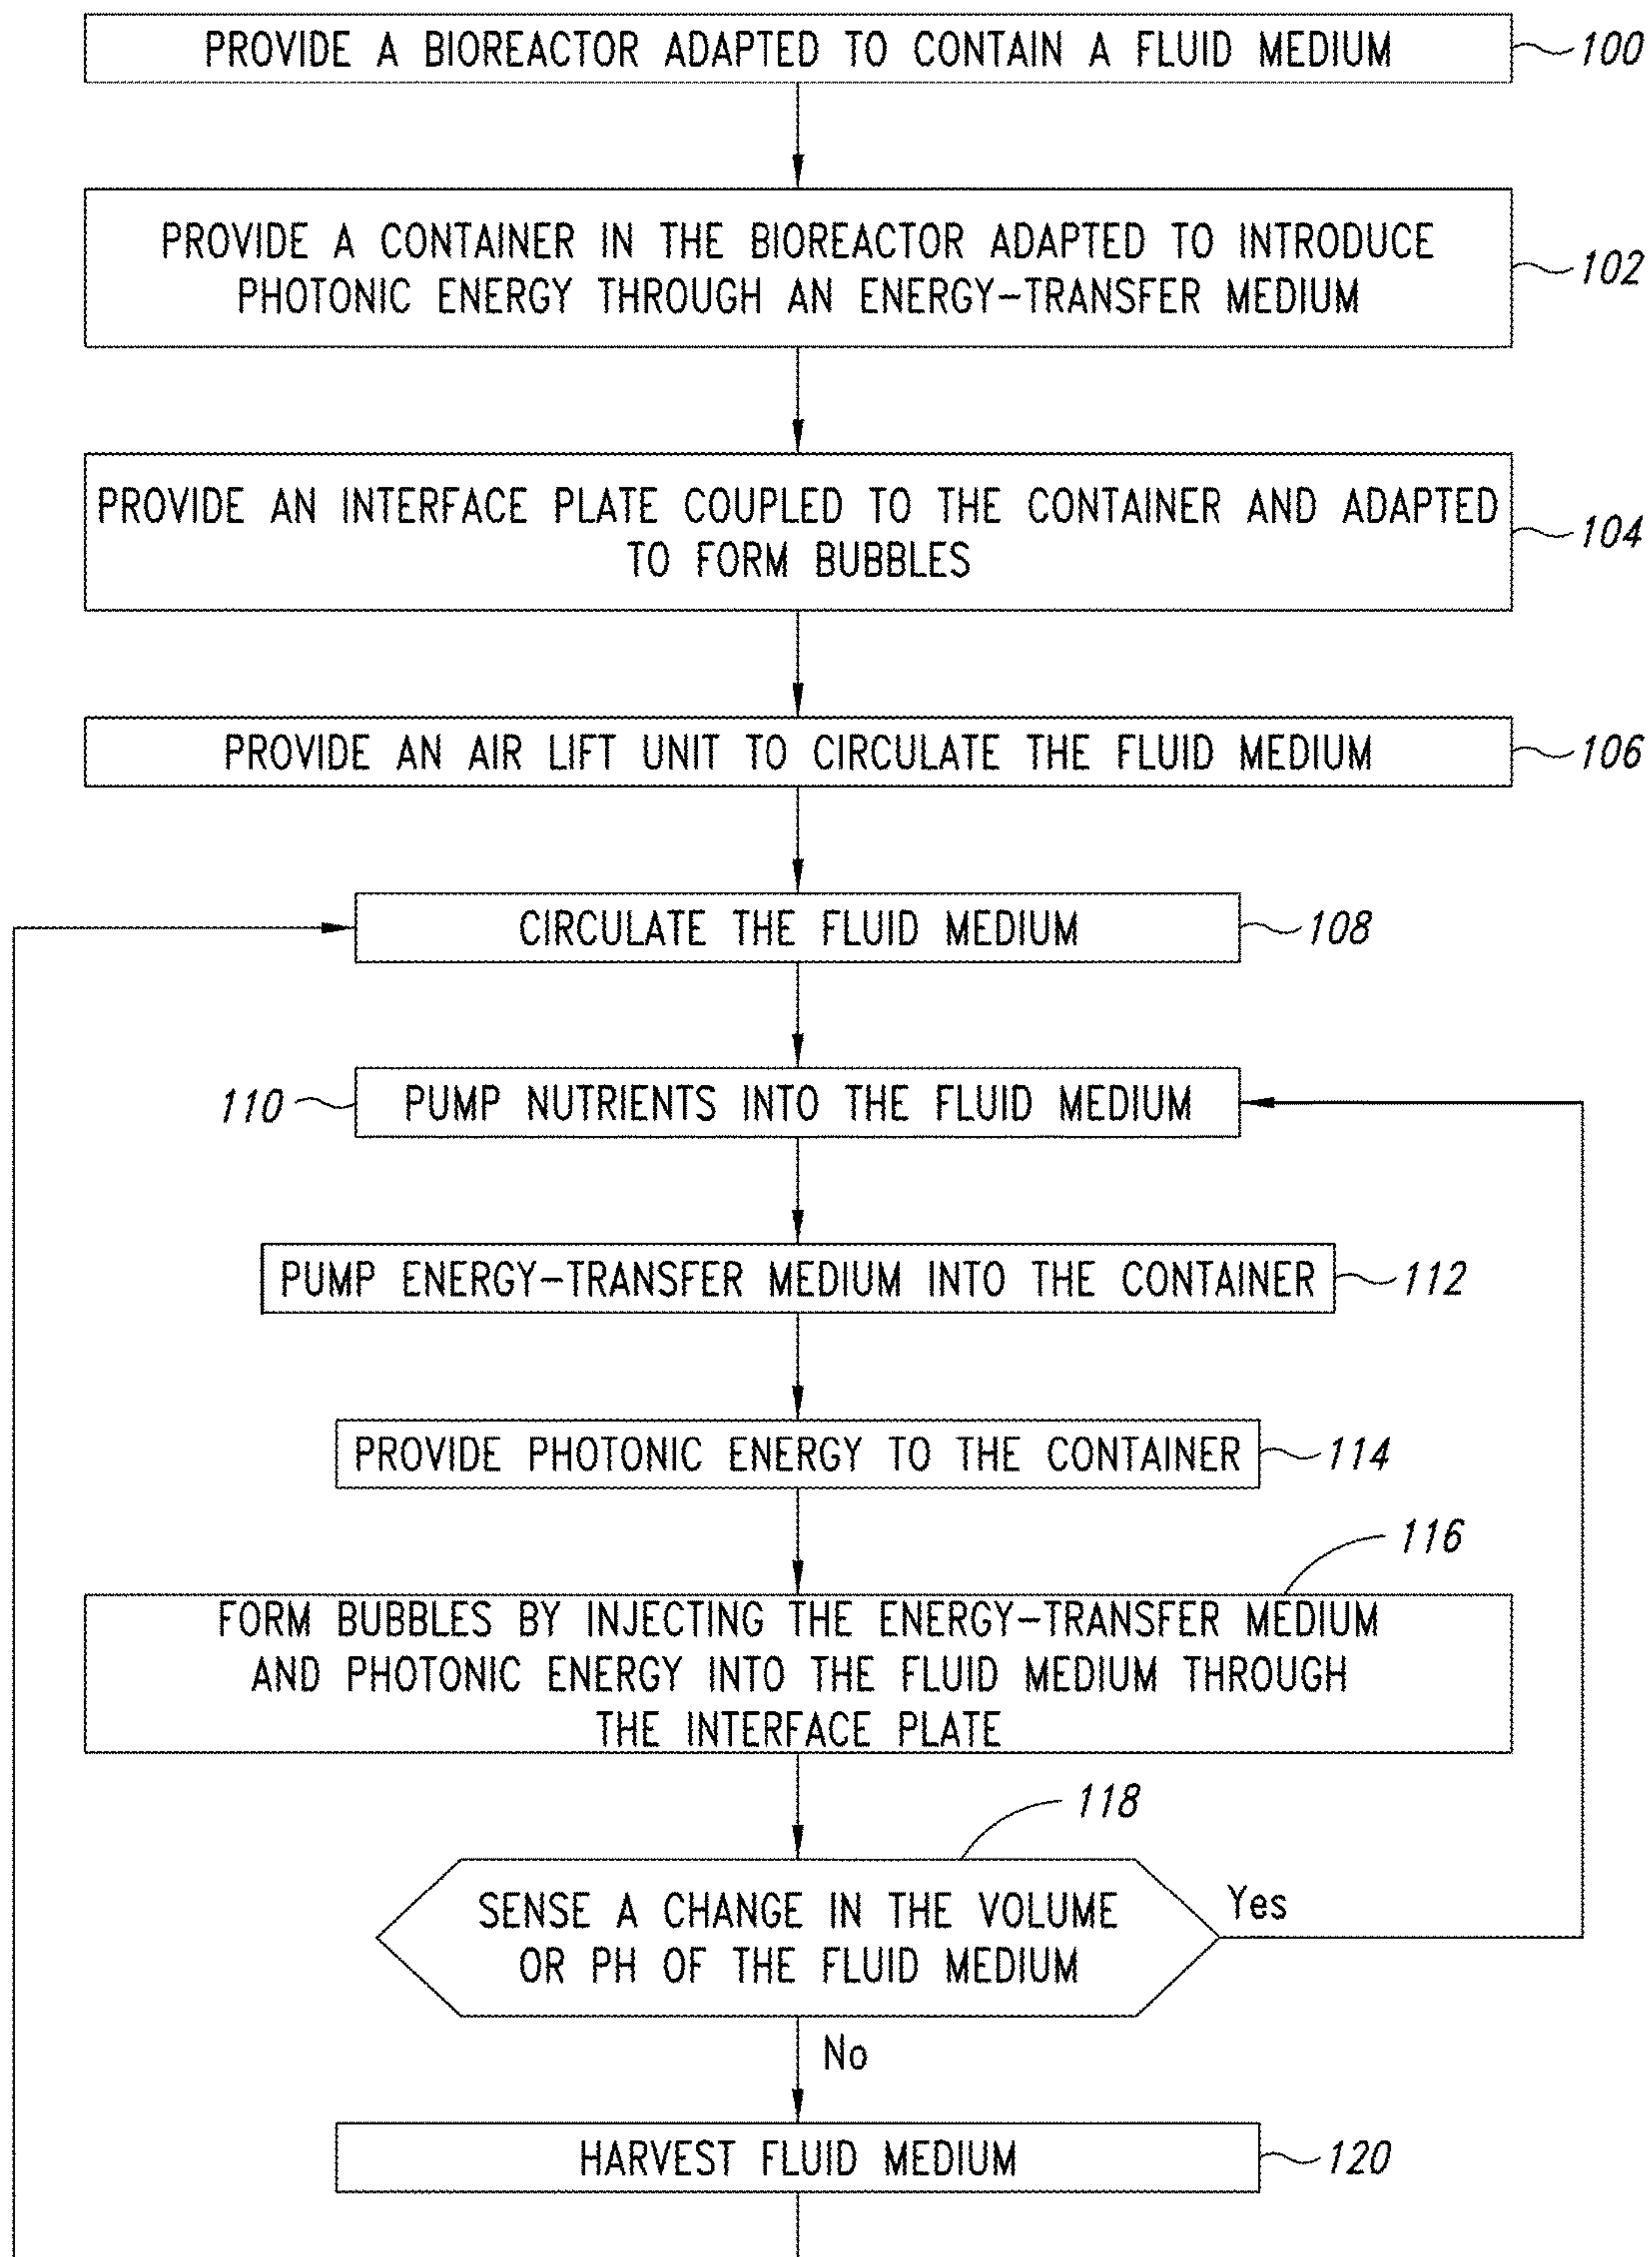 PROVIDE A BIOREACTOR ADAPTED TO CONTAIN A FLUID MEDIUM
100
PROVIDE A CONTAINER IN THE BIOREACTOR ADAPTED TO INTRODUCE
PHOTONIC ENERGY THROUGH AN ENERGY-TRANSFER MEDIUM
102
PROVIDE AN INTERFACE PLATE COUPLED TO THE CONTAINER AND ADAPTED
TO FORM BUBBLES
104
PROVIDE AN AIR LIFT UNIT TO CIRCULATE THE FLUID MEDIUM
106
CIRCULATE THE FLUID MEDIUM
108
110
PUMP NUTRIENTS INTO THE FLUID MEDIUM
PUMP ENERGY-TRANSFER MEDIUM INTO THE CONTAINER
112
PROVIDE PHOTONIC ENERGY TO THE CONTAINER
114
116
FORM BUBBLES BY INJECTING THE ENERGY-TRANSFER MEDIUM
AND PHOTONIC ENERGY INTO THE FLUID MEDIUM THROUGH
THE INTERFACE PLATE
118
SENSE A CHANGE IN THE VOLUME
OR PH OF THE FLUID MEDIUM
Yes
No
HARVEST FLUID MEDIUM
120